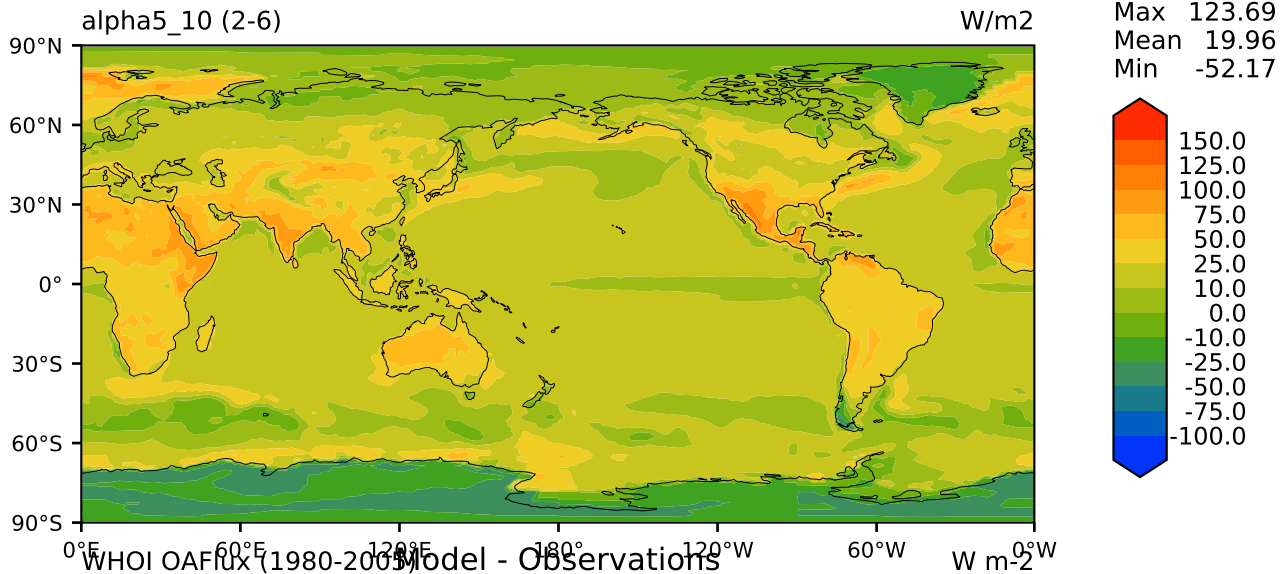 alpha5_10 (2-6)
W/m2
Max 123.69
Mean 19.96
Min -52.17
90°N
60°N
30°N
0°
30°S
60°S
90°S
0°E 60°E 120°E 180° 120°W 60°W 0°W
150.0
125.0
100.0
75.0
50.0
25.0
10.0
0.0
-10.0
-25.0
-50.0
-75.0
-100.0
WHOI OAFlux (1980-2005)
Model - Observations
W m-2